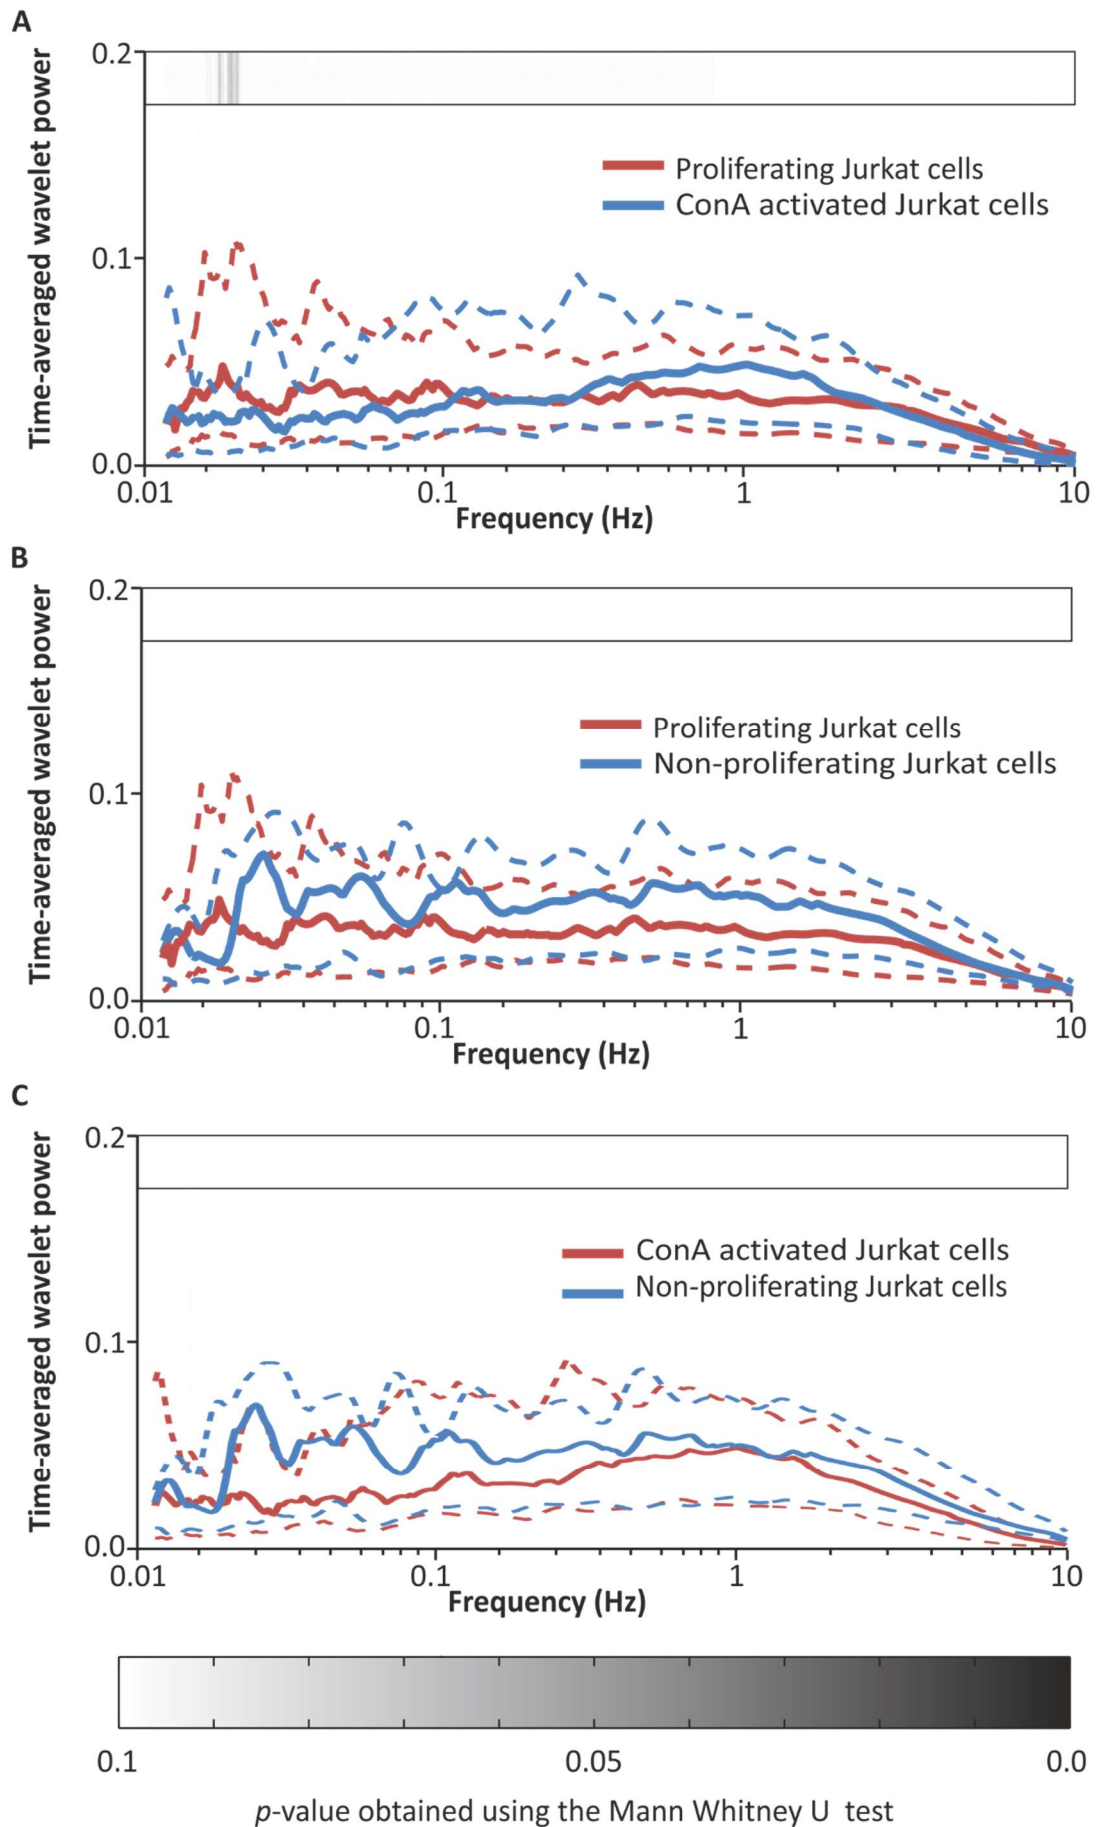 A
Time-averaged wavelet power
0.2
0.1
0.0
Proliferating Jurkat cells
ConA activated Jurkat cells
0.01
0.1
1
10
Frequency (Hz)
B
Time-averaged wavelet power
0.2
0.1
0.0
Proliferating Jurkat cells
Non-proliferating Jurkat cells
0.01
0.1
1
10
Frequency (Hz)
C
Time-averaged wavelet power
0.2
0.1
0.0
ConA activated Jurkat cells
Non-proliferating Jurkat cells
0.01
0.1
1
10
Frequency (Hz)
0.1
0.05
0.0
p-value obtained using the Mann Whitney U test